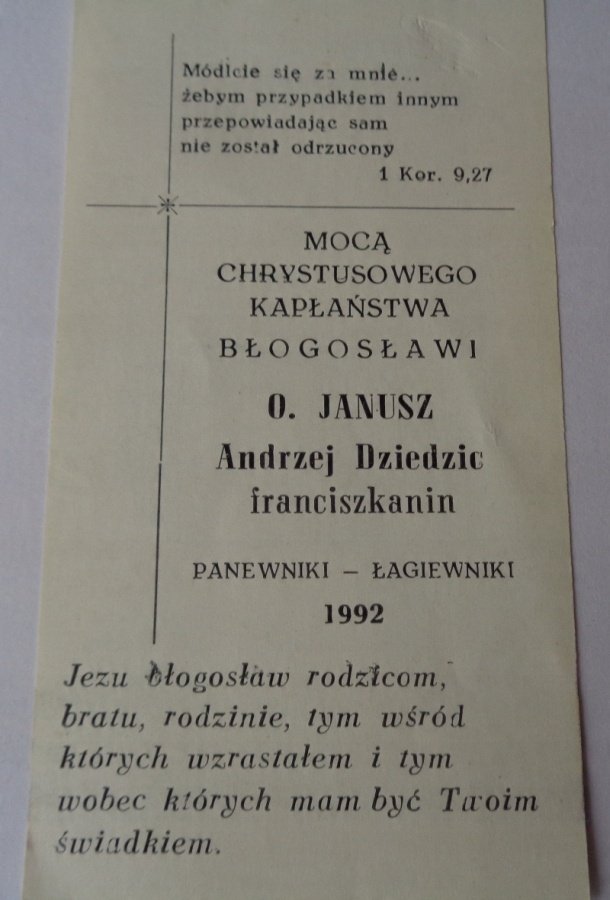 Módlcie się za mnie...
żebym przypadkiem innym
przepowiadając sam
nie został odrzucony
1 Kor. 9,27
MOCĄ
CHRYSTUSOWEGO
KAPŁAŃSTWA
BŁOGOSŁAWI
O. JANUSZ
Andrzej Dziedzic
franciszkanin
PANEWNIKI – ŁAGIEWNIKI
1992
Jezu błogosław rodzicom,
bratu, rodzinie, tym wśród
których wzrastałem i tym
wobec których mam być Twoim
świadkiem.